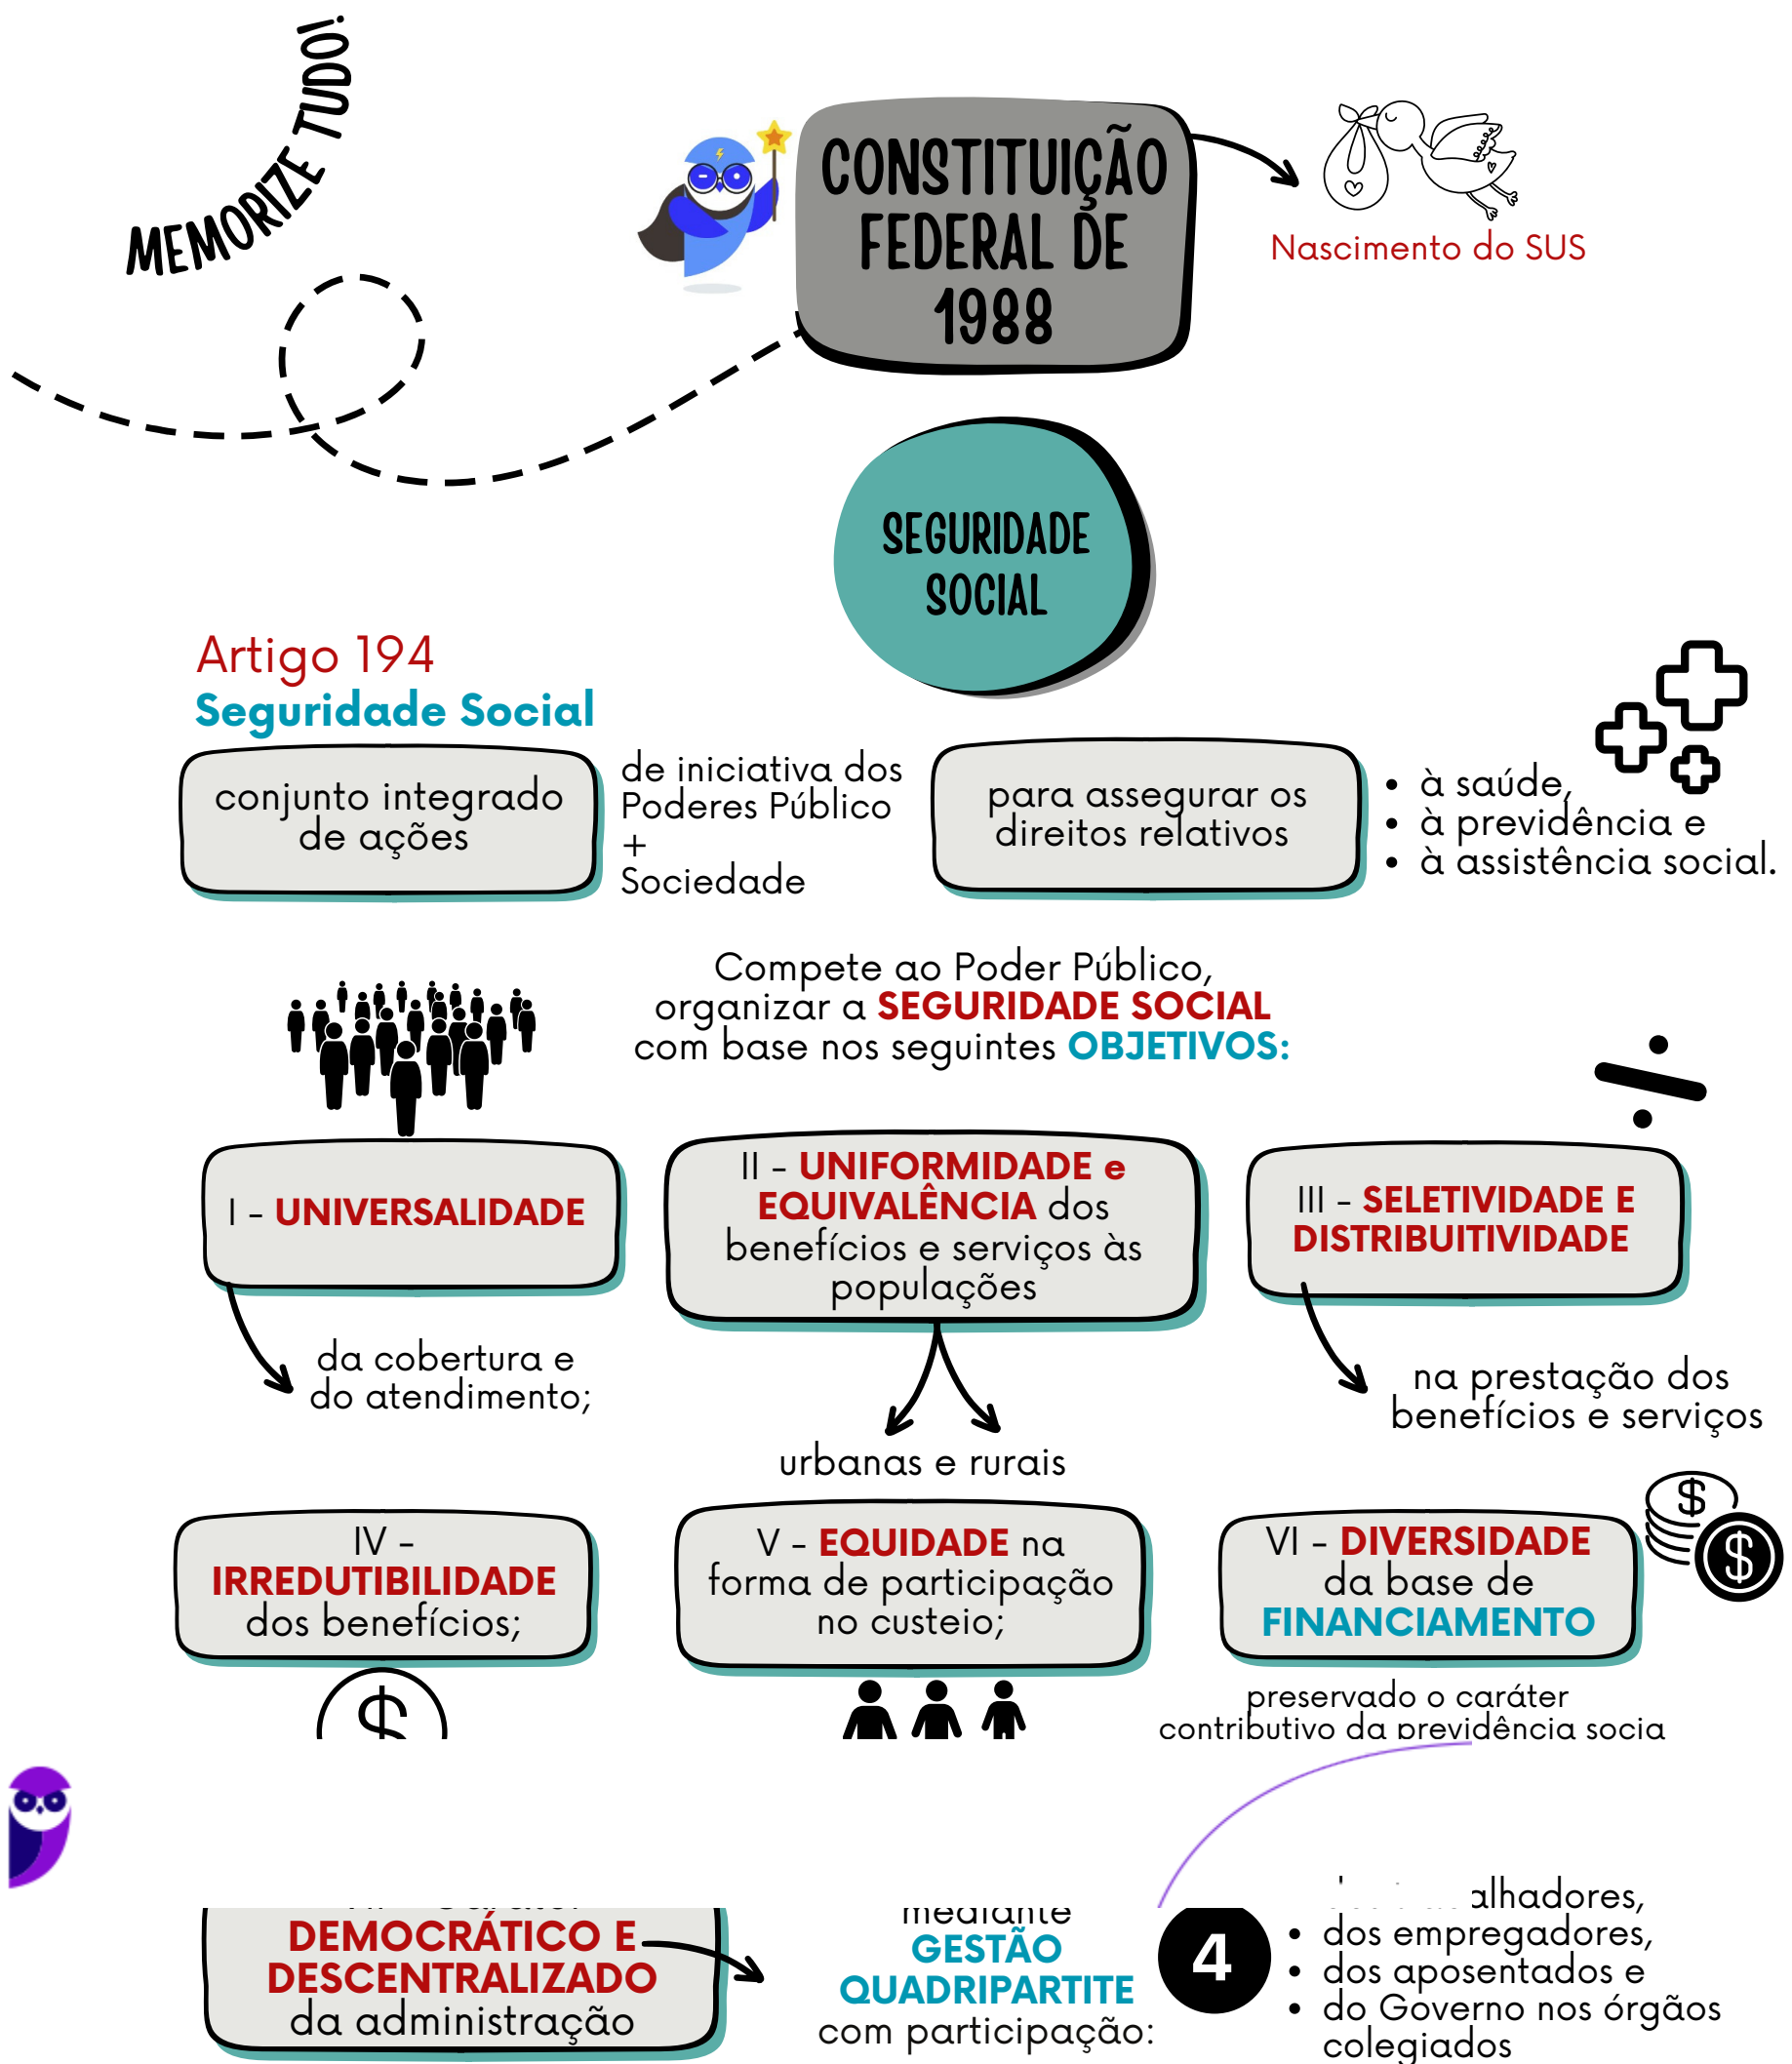 MEMORIZE TUDO!
CONSTITUIÇÃO
FEDERAL DE
1988
Nascimento do SUS
SEGURIDADE
SOCIAL
Artigo 194
Seguridade Social
conjunto integrado
de ações
de iniciativa dos
Poderes Público
+
Sociedade
para assegurar os
direitos relativos
• à saúde,
• à previdência e
• à assistência social.
Compete ao Poder Público,
organizar a SEGURIDADE SOCIAL
com base nos seguintes OBJETIVOS:
I - UNIVERSALIDADE
da cobertura e
do atendimento;
II - UNIFORMIDADE e
EQUIVALÊNCIA dos
benefícios e serviços às
populações
urbanas e rurais
III - SELETIVIDADE E
DISTRIBUITIVIDADE
na prestação dos
benefícios e serviços
IV -
IRREDUTIBILIDADE
dos benefícios;
$
V - EQUIDADE na
forma de participação
no custeio;
VI - DIVERSIDADE
da base de
FINANCIAMENTO
$
$
preservado o caráter
contributivo da previdência socia
DEMOCRÁTICO E
DESCENTRALIZADO
da administração
mediante
GESTÃO
QUADRIPARTITE
com participação:
4
alhadores,
• dos empregadores,
• dos aposentados e
• do Governo nos órgãos
colegiados